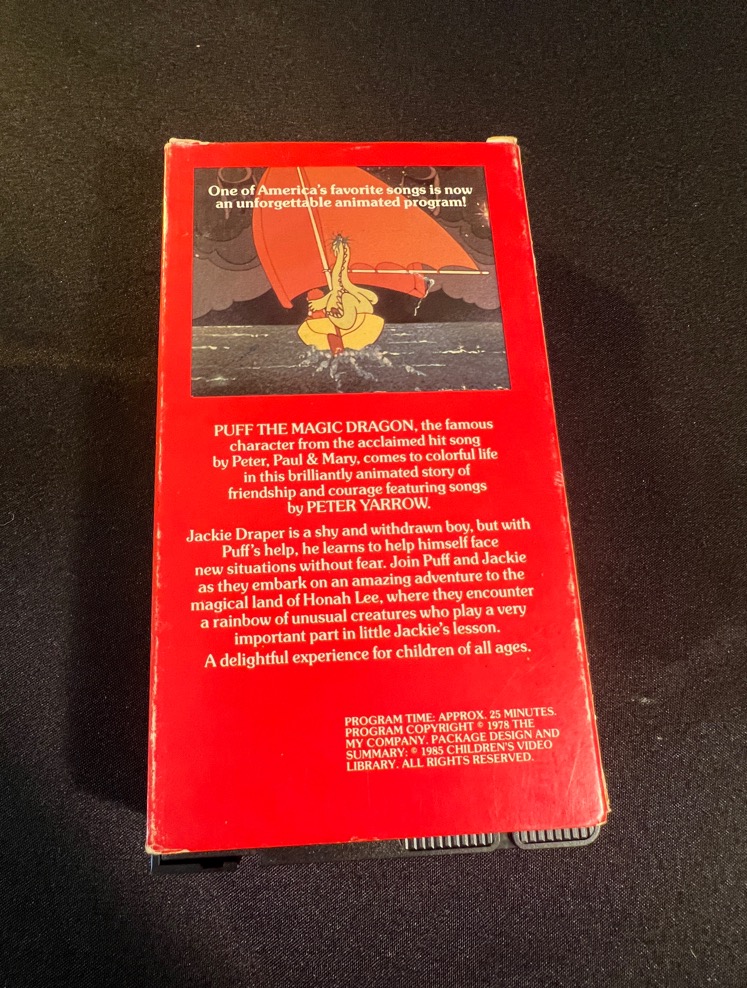 One of America's favorite songs is now
an unforgettable animated program!
PUFF THE MAGIC DRAGON, the famous
character from the acclaimed hit song
by Peter, Paul & Mary, comes to colorful life
in this brilliantly animated story of
friendship and courage featuring songs
by PETER YARROW.
Jackie Draper is a shy and withdrawn boy, but with
Puff's help, he learns to help himself face
new situations without fear. Join Puff and Jackie
as they embark on an amazing adventure to the
magical land of Honah Lee, where they encounter
a rainbow of unusual creatures who play a very
important part in little Jackie's lesson.
A delightful experience for children of all ages.
PROGRAM TIME: APPROX. 25 MINUTES.
PROGRAM COPYRIGHT © 1978 THE
MY COMPANY. PACKAGE DESIGN AND
SUMMARY: © 1985 CHILDREN'S VIDEO
LIBRARY. ALL RIGHTS RESERVED.